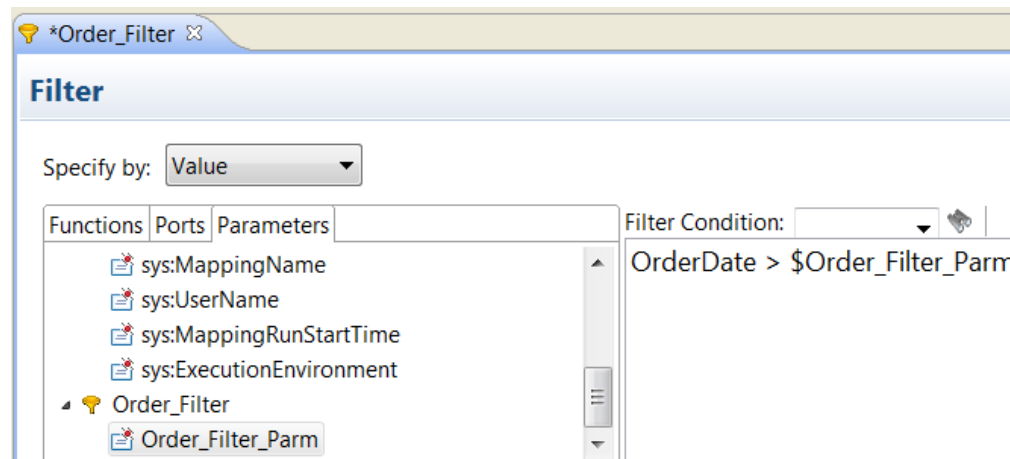 *Order_Filter
Filter
Specify by: Value
Functions Ports Parameters
Filter Condition:
sys:MappingName
sys:UserName
sys:MappingRunStartTime
sys:ExecutionEnvironment
Order_Filter
Order_Filter_Parm
OrderDate > $Order_Filter_Parm